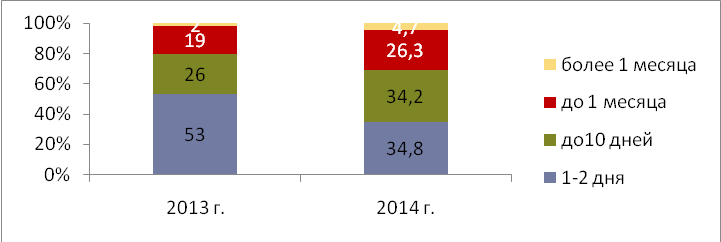 100%
80%
60%
40%
20%
0%
2
19
26
53
4,7
26,3
34,2
34,8
2013 г.
2014 г.
более 1 месяца
до 1 месяца
до10 дней
1-2 дня